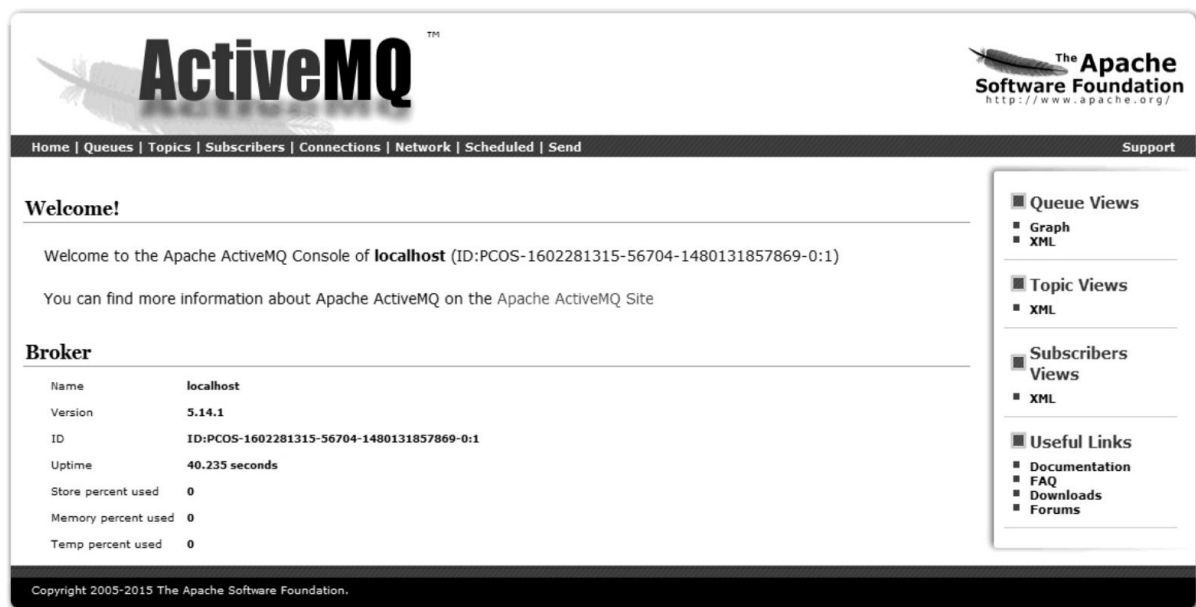 ActiveMQ™
The Apache
Software Foundation
http://www.apache.org/
Home | Queues | Topics | Subscribers | Connections | Network | Scheduled | Send
Support
Welcome!
Welcome to the Apache ActiveMQ Console of localhost (ID:PCOS-1602281315-56704-1480131857869-0:1)
You can find more information about Apache ActiveMQ on the Apache ActiveMQ Site
Broker
Name localhost
Version 5.14.1
ID ID:PCOS-1602281315-56704-1480131857869-0:1
Uptime 40.235 seconds
Store percent used 0
Memory percent used 0
Temp percent used 0
Queue Views
Graph
XML
Topic Views
XML
Subscribers
Views
XML
Useful Links
Documentation
FAQ
Downloads
Forums
Copyright 2005-2015 The Apache Software Foundation.